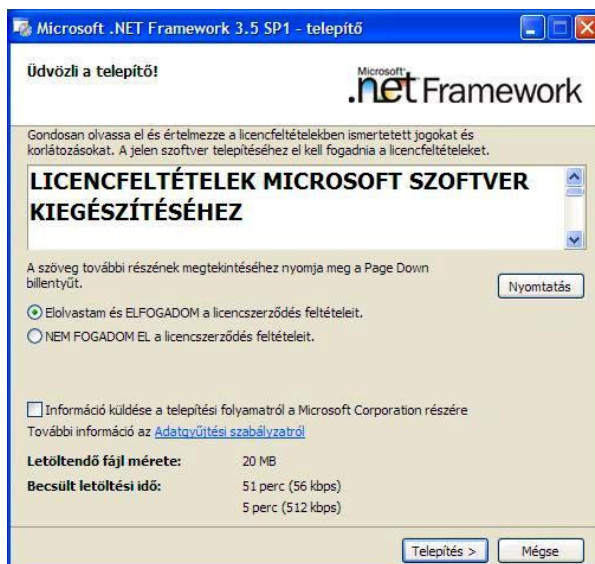 Microsoft .NET Framework 3.5 SP1 - telepítő
Üdvözli a telepítő!
Microsoft
.net Framework
Gondosan olvassa el és értelmezze a licencfeltételekben ismertetett jogokat és
korlátozásokat. A jelen szoftver telepítéséhez el kell fogadnia a licencfeltételeket.
LICENCFELTÉTELEK MICROSOFT SZOFTVER
KIEGÉSZÍTÉSÉHEZ
A szöveg további részének megtekintéséhez nyomja meg a Page Down
billentyűt.
Nyomtatás
Elolvastam és ELFOGADOM a licencszerződés feltételeit.
NEM FOGADOM EL a licencszerződés feltételeit.
Információ küldése a telepítési folyamatról a Microsoft Corporation részére
További információ az Adatgyűjtési szabályzatról
Letöltendő fájl mérete: 20 MB
Becsült letöltési idő: 51 perc (56 kbps)
5 perc (512 kbps)
Telepítés > Mégse